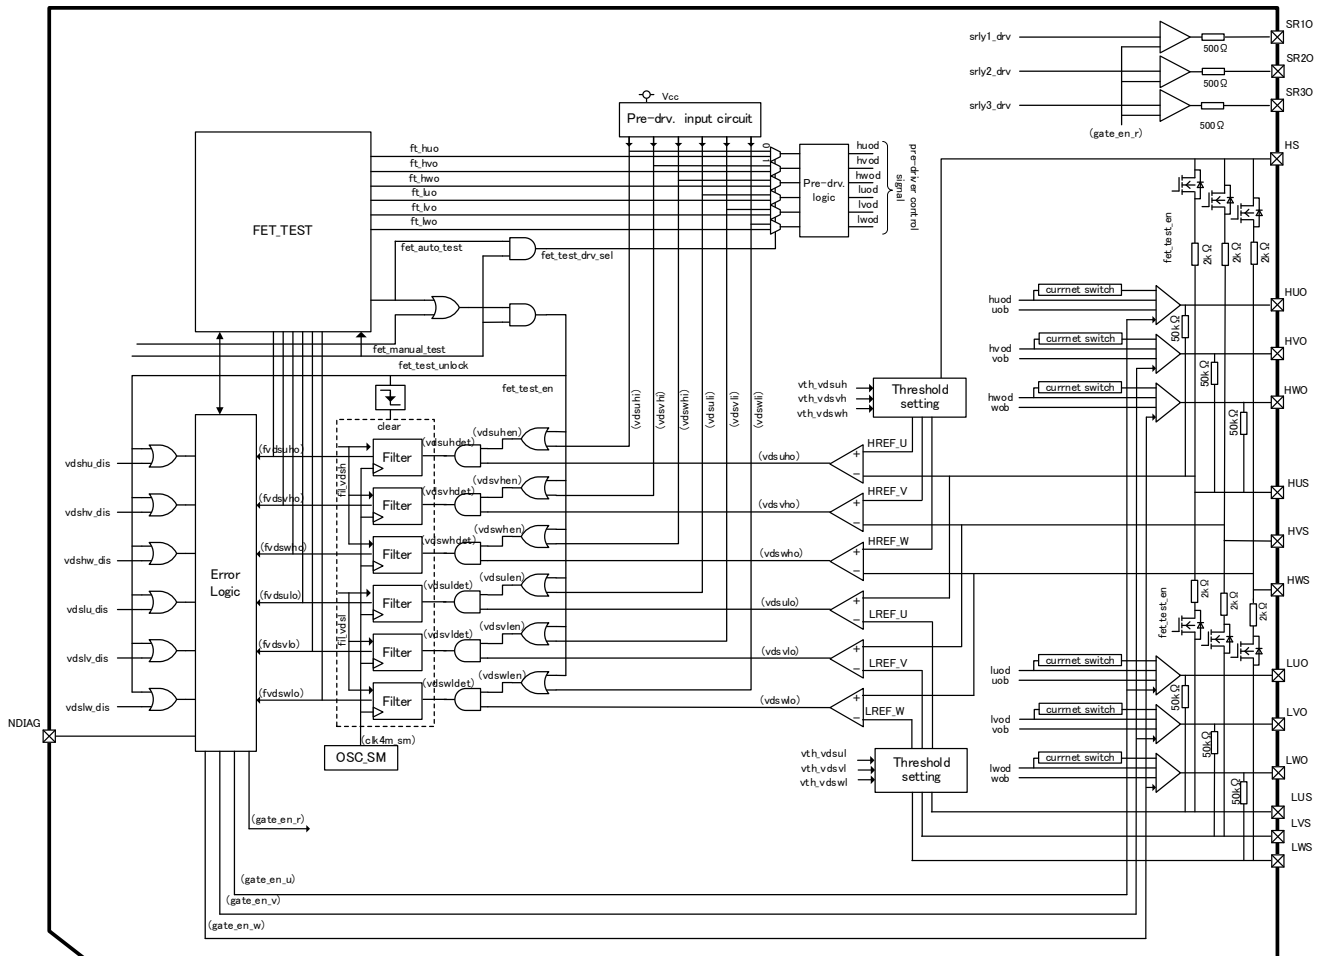 SR1O
srly1_drv
500Ω
SR2O
srly2_drv
500Ω
SR3O
srly3_drv
500Ω
(gate_en_r)
Vcc
Pre-drv. input circuit
HS
FET_TEST
ft_huo
ft_hvo
ft_hwo
ft_luo
ft_lvo
ft_lwo
0
1
Pre-drv.
logic
huod
hvod
hwod
luod
lvod
lwod
pre-driver control
signal
fet_auto_test
fet_test_drv_sel
fet_manual_test
fet_test_unlock
fet_test_en
fet_test_en
2kΩ
2kΩ
2kΩ
currnet switch
huod
uob
50kΩ
HUO
currnet switch
hvod
vob
50kΩ
HVO
currnet switch
hwod
wob
50kΩ
HWO
vth_vdsuh
vth_vdsvh
vth_vdswh
Threshold
setting
(vdsuhi)
(vdsvhi)
(vdswhi)
(vdsuli)
(vdsvli)
(vdswli)
clear
fil_vdsh
fil_vdsl
vdshu_dis
(fvdsuho)
Filter
(vdsuhdet)
(vdsuhen)
(vdsuho)
HREF_U
+
−
vdshv_dis
(fvdsvho)
Filter
(vdsvhdet)
(vdsvhen)
(vdsvho)
HREF_V
+
−
HUS
vdshw_dis
(fvdswho)
Filter
(vdswhdet)
(vdswhen)
(vdswho)
HREF_W
+
−
HVS
Error
Logic
vdslu_dis
(fvdsulo)
Filter
(vdsuldet)
(vdsulen)
(vdsulo)
LREF_U
+
−
HWS
fet_test_en
2kΩ
2kΩ
2kΩ
vdslv_dis
(fvdsvlo)
Filter
(vdsvldet)
(vdsvlen)
(vdsvlo)
LREF_V
+
−
vdslw_dis
(fvdswlo)
Filter
(vdswldet)
(vdswlen)
(vdswlo)
LREF_W
+
−
currnet switch
luod
uob
50kΩ
LUO
currnet switch
lvod
vob
50kΩ
LVO
currnet switch
lwod
wob
50kΩ
LWO
NDIAG
(clk4m_sm)
OSC_SM
vth_vdsul
vth_vdsvl
vth_vdswl
Threshold
setting
LUS
LVS
LWS
(gate_en_r)
(gate_en_u)
(gate_en_v)
(gate_en_w)